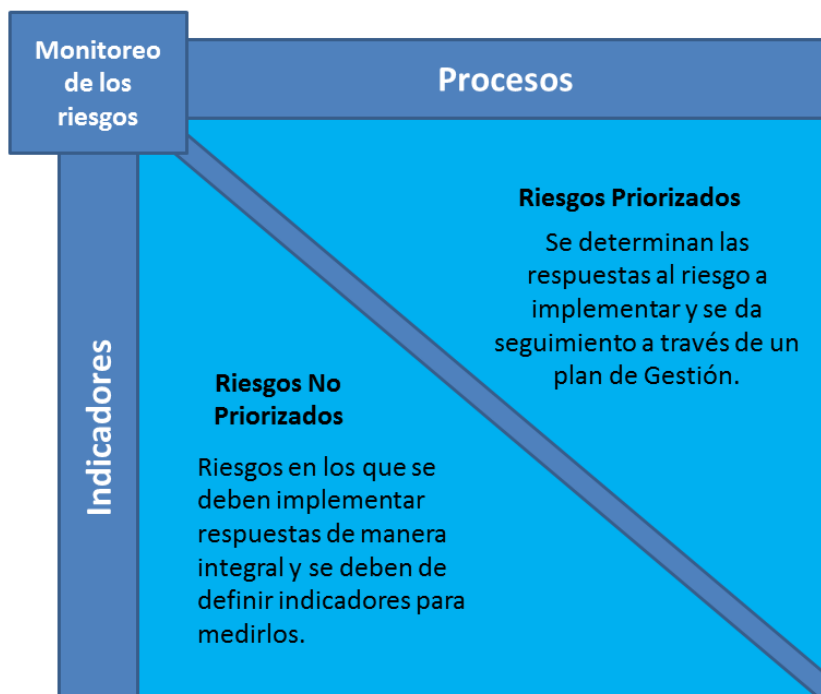 Monitoreo
de los
riesgos
Procesos
Riesgos Priorizados
Se determinan las
respuestas al riesgo a
implementar y se da
seguimiento a través de un
plan de Gestión.
Indicadores
Riesgos No
Priorizados
Riesgos en los que se
deben implementar
respuestas de manera
integral y se deben de
definir indicadores para
medirlos.